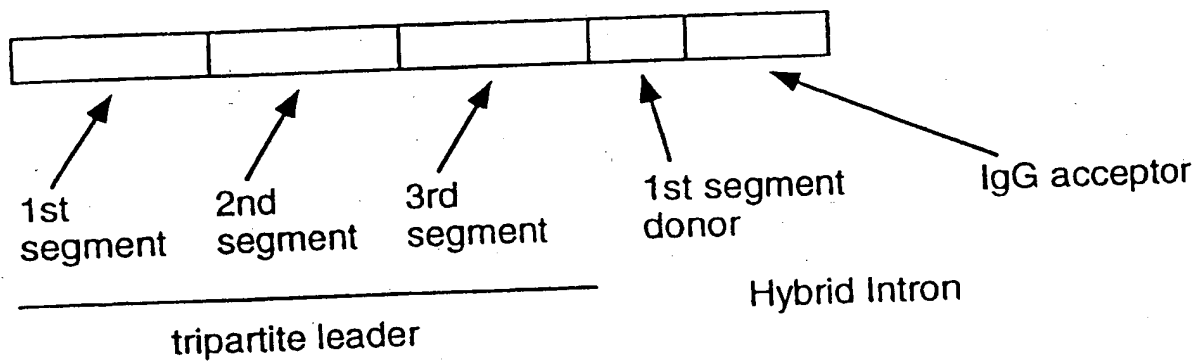 1st
segment
2nd
segment
3rd
segment
1st segment
donor
IgG acceptor
tripartite leader
Hybrid Intron